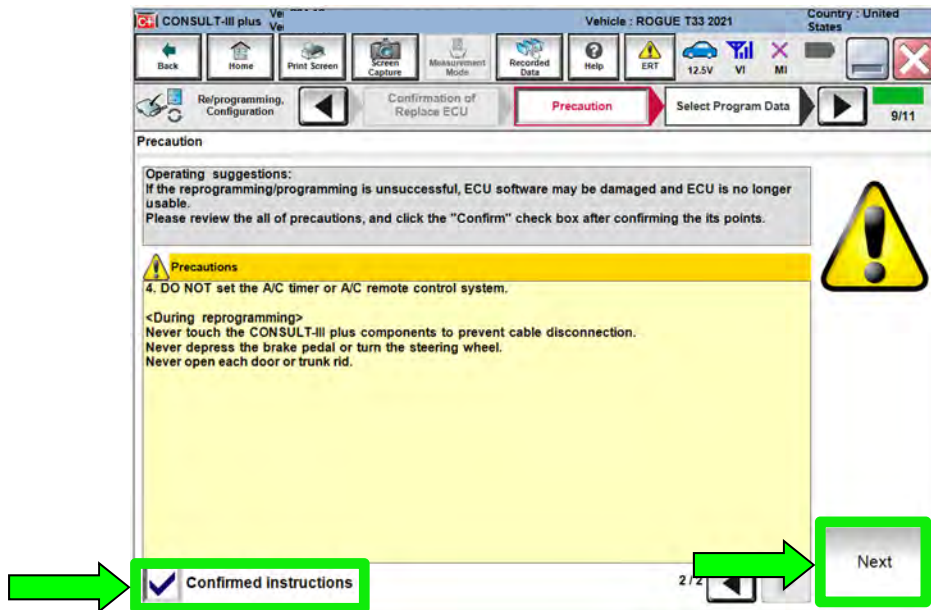 CONSULT-III plus
Ve
Ve
Vehicle : ROGUE T33 2021
Country : United
States
Back
Home
Print Screen
Screen
Capture
Measurement
Mode
Recorded
Data
Help
ERT
12.5V
VI
MI
Re/programming,
Configuration
Confirmation of
Replace ECU
Precaution
Select Program Data
9/11
Precaution
Operating suggestions:
If the reprogramming/programming is unsuccessful, ECU software may be damaged and ECU is no longer
usable.
Please review the all of precautions, and click the "Confirm" check box after confirming the its points.
Precautions
4. DO NOT set the A/C timer or A/C remote control system.
<During reprogramming>
Never touch the CONSULT-III plus components to prevent cable disconnection.
Never depress the brake pedal or turn the steering wheel.
Never open each door or trunk rid.
Confirmed instructions
2/2
Next